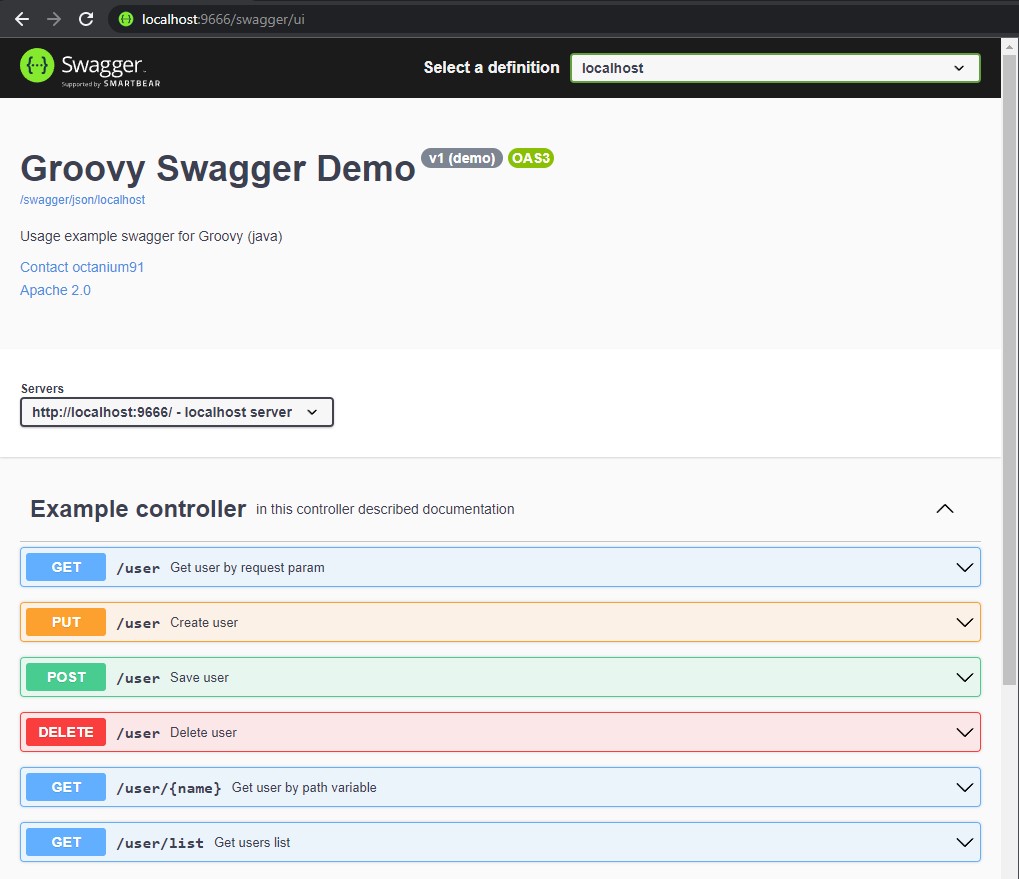 localhost:9666/swagger/ui
Swagger™
Supported by SMARTBEAR
Select a definition
localhost
Groovy Swagger Demo v1 (demo) OAS3
/swagger/json/localhost
Usage example swagger for Groovy (java)
Contact octanium91
Apache 2.0
Servers
http://localhost:9666/ - localhost server
Example controller in this controller described documentation
GET /user Get user by request param
PUT /user Create user
POST /user Save user
DELETE /user Delete user
GET /user/{name} Get user by path variable
GET /user/list Get users list